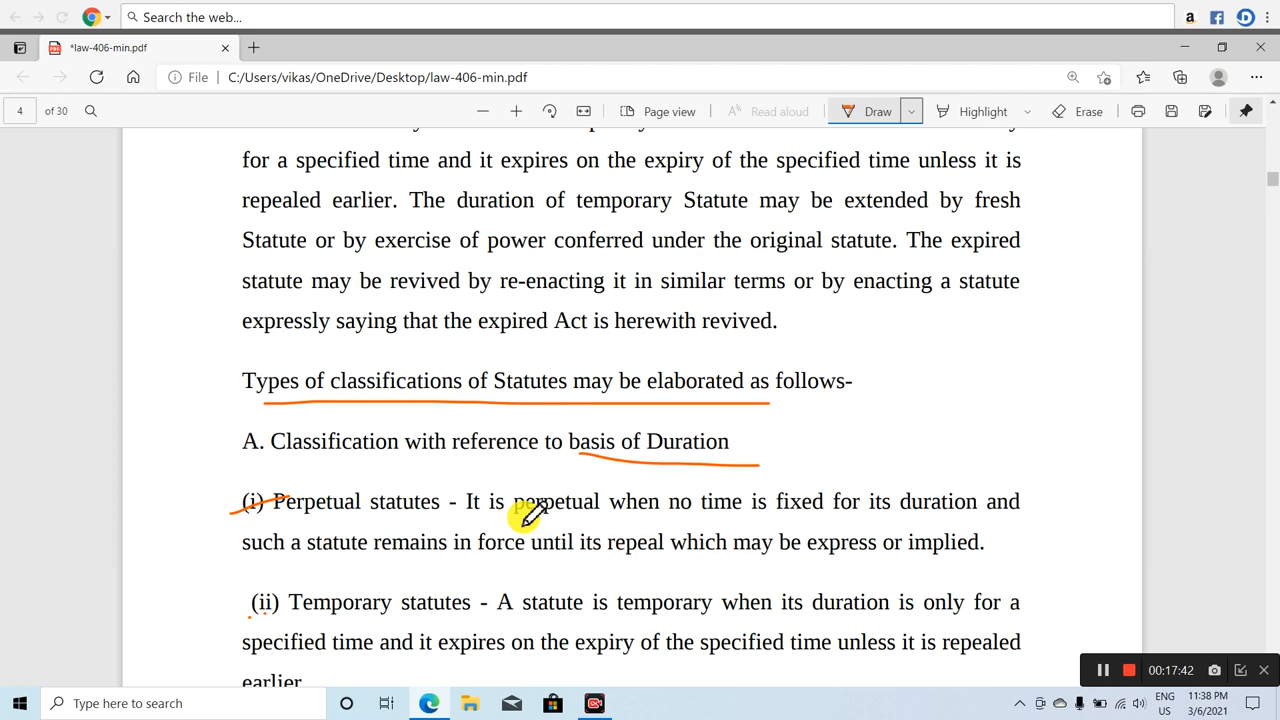 Search the web...
*law-406-min.pdf
File C:/Users/vikas/OneDrive/Desktop/law-406-min.pdf
4 of 30 Page view Read aloud Draw Highlight Erase
for a specified time and it expires on the expiry of the specified time unless it is
repealed earlier. The duration of temporary Statute may be extended by fresh
Statute or by exercise of power conferred under the original statute. The expired
statute may be revived by re-enacting it in similar terms or by enacting a statute
expressly saying that the expired Act is herewith revived.
Types of classifications of Statutes may be elaborated as follows-
A. Classification with reference to basis of Duration
(i) Perpetual statutes - It is perpetual when no time is fixed for its duration and
such a statute remains in force until its repeal which may be express or implied.
(ii) Temporary statutes - A statute is temporary when its duration is only for a
specified time and it expires on the expiry of the specified time unless it is repealed
earlier.
00:17:42
Type here to search
ENG
US
11:38 PM
3/6/2021